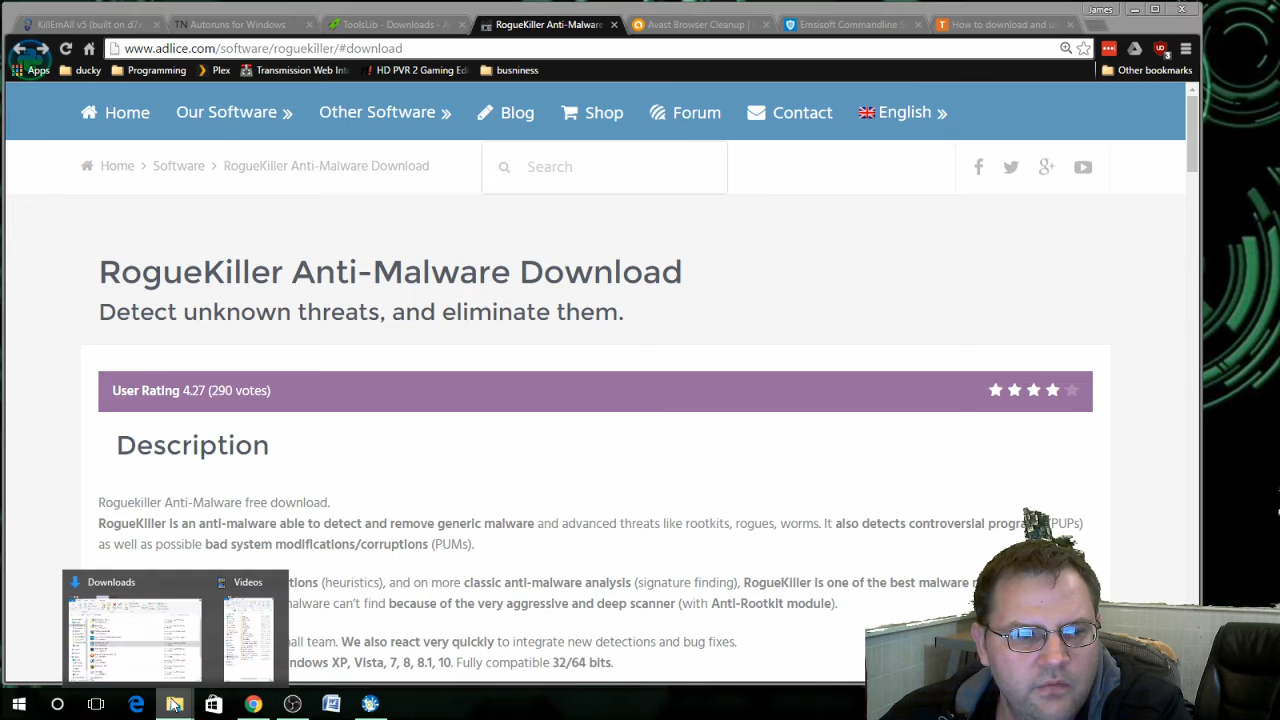 KillEmAll v5 (built on d7x
TN Autoruns for Windows
ToolsLib - Downloads - A
RogueKiller Anti-Malware
Avast Browser Cleanup |
Emsisoft Commandline S
T How to download and u
James
www.adlice.com/software/roguekiller/#download
Apps ducky Programming Plex Transmission Web Int HD PVR 2 Gaming Ed busniness Other bookmarks
Home Our Software » Other Software » Blog Shop Forum Contact English »
Home > Software > RogueKiller Anti-Malware Download
Search
RogueKiller Anti-Malware Download
Detect unknown threats, and eliminate them.
User Rating 4.27 (290 votes)
Description
Roguekiller Anti-Malware free download.
RogueKiller is an anti-malware able to detect and remove generic malware and advanced threats like rootkits, rogues, worms. It also detects controversial progr (PUPs)
as well as possible bad system modifications/corruptions (PUMs).
Downloads Videos
tions (heuristics), and on more classic anti-malware analysis (signature finding), RogueKiller is one of the best malware r
malware can't find because of the very aggressive and deep scanner (with Anti-RootKit module).
all team. We also react very quickly to integrate new detections and bug fixes.
ndows XP, Vista, 7, 8, 8.1, 10. Fully compatible 32/64 bits.